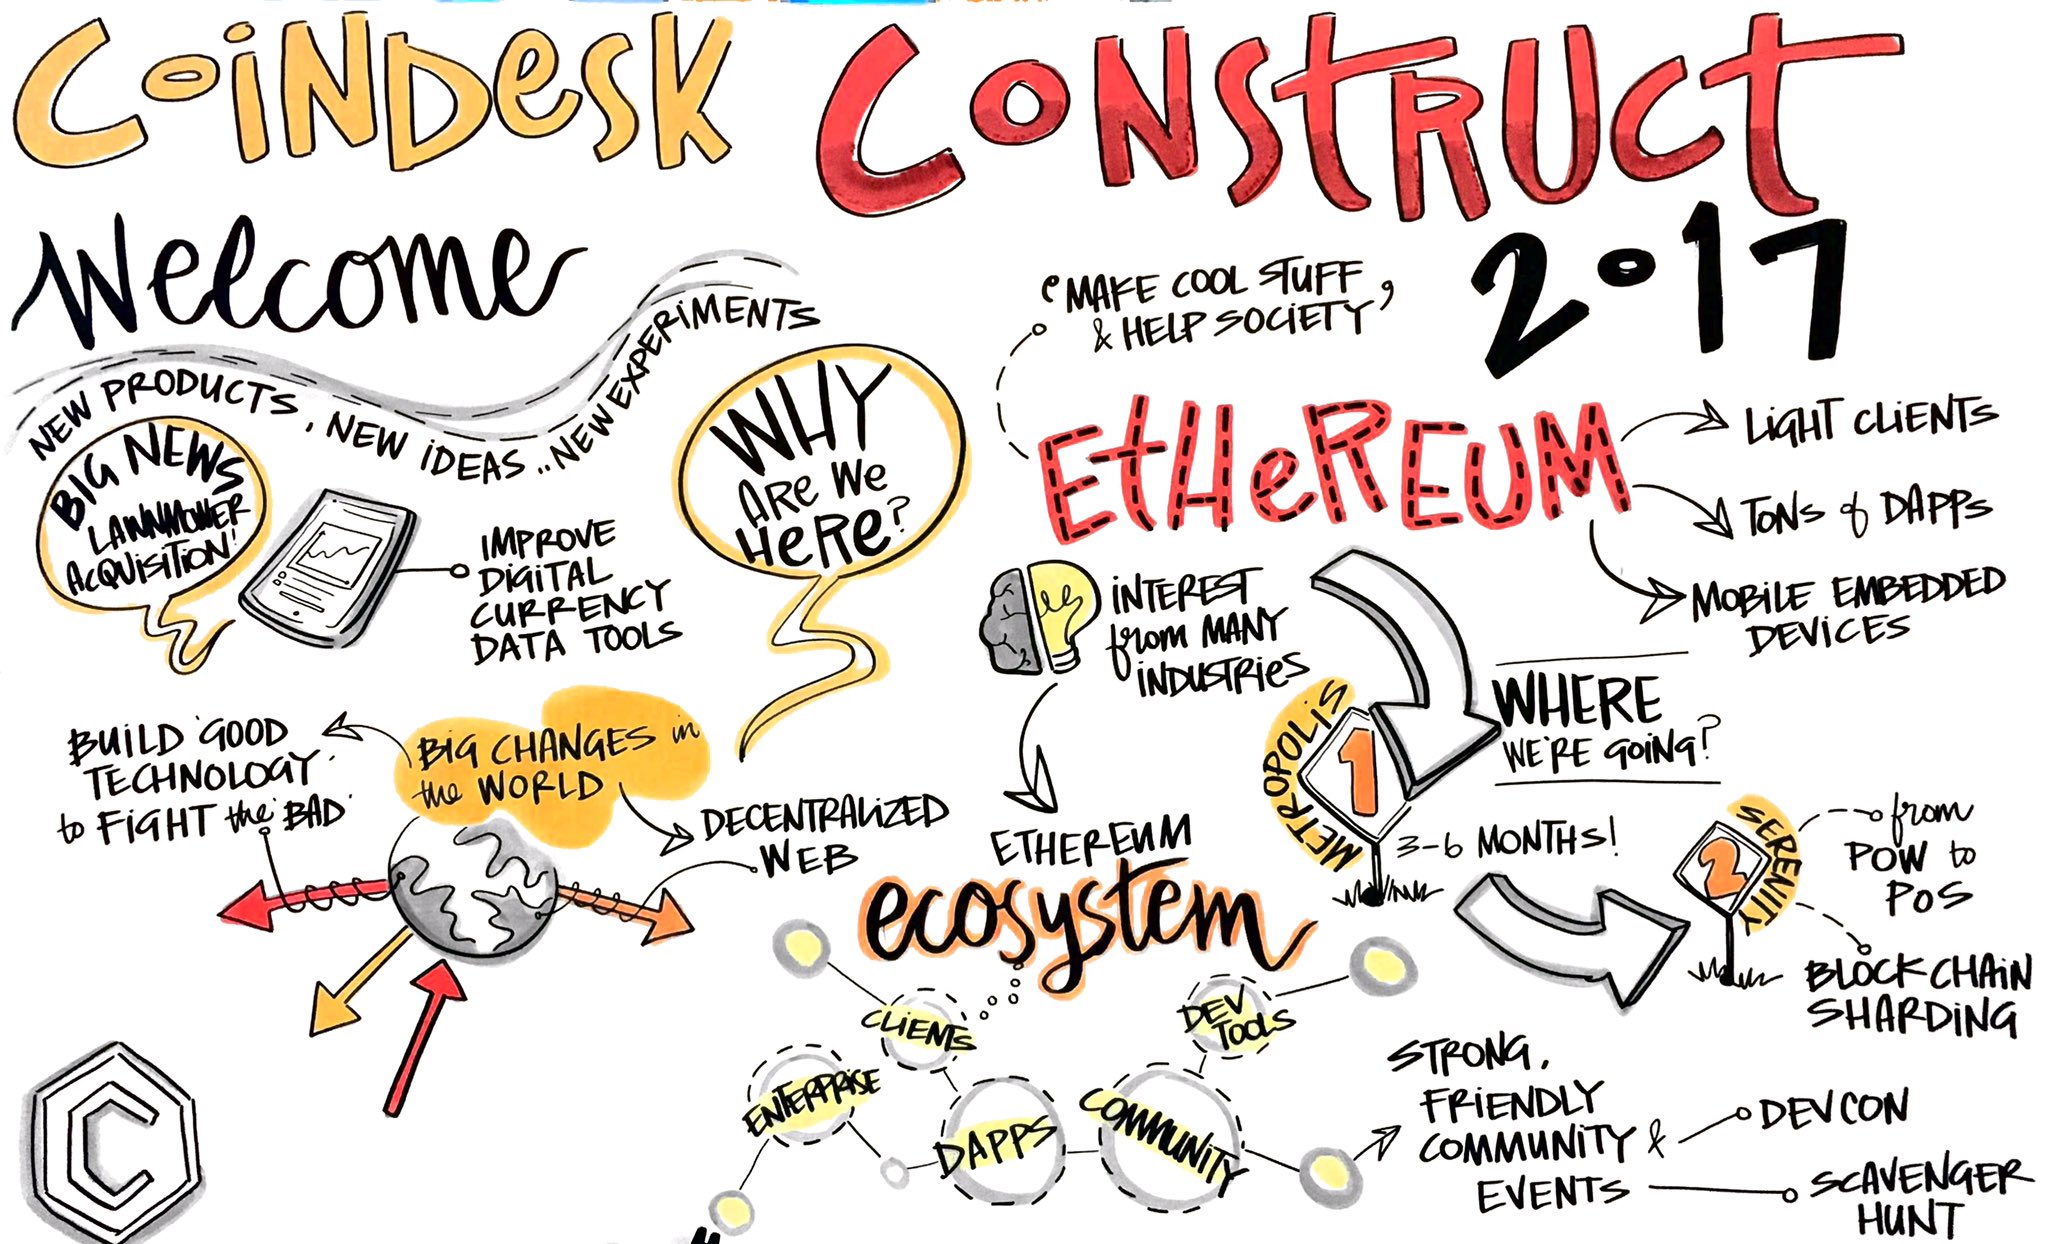 COINDESK CONSTRUCT
2017
Welcome
NEW PRODUCTS, NEW IDEAS.. NEW EXPERIMENTS
BIG NEWS
LAWNMOWER
ACQUISITION!
IMPROVE
DIGITAL
CURRENCY
DATA TOOLS
WHY
ARE WE
HERE?
BUILD 'GOOD
TECHNOLOGY'
to FIGHT the 'BAD'
BIG CHANGES in
the WORLD
DECENTRALIZED
WEB
C
"MAKE COOL STUFF
& HELP SOCIETY"
ETHEREUM
LIGHT CLIENTS
TONS of DAPPS
MOBILE EMBEDDED
DEVICES
INTEREST
from MANY
INDUSTRIES
WHERE
WE'RE GOING?
METROPOLIS
1
3-6 MONTHS!
SERENITY
2
from
POW to
POS
BLOCKCHAIN
SHARDING
ETHEREUM
ecosystem
CLIENTS
DEV
TOOLS
ENTERPRISE
DAPPS
COMMUNITY
STRONG,
FRIENDLY
COMMUNITY &
EVENTS
DEVCON
SCAVENGER
HUNT